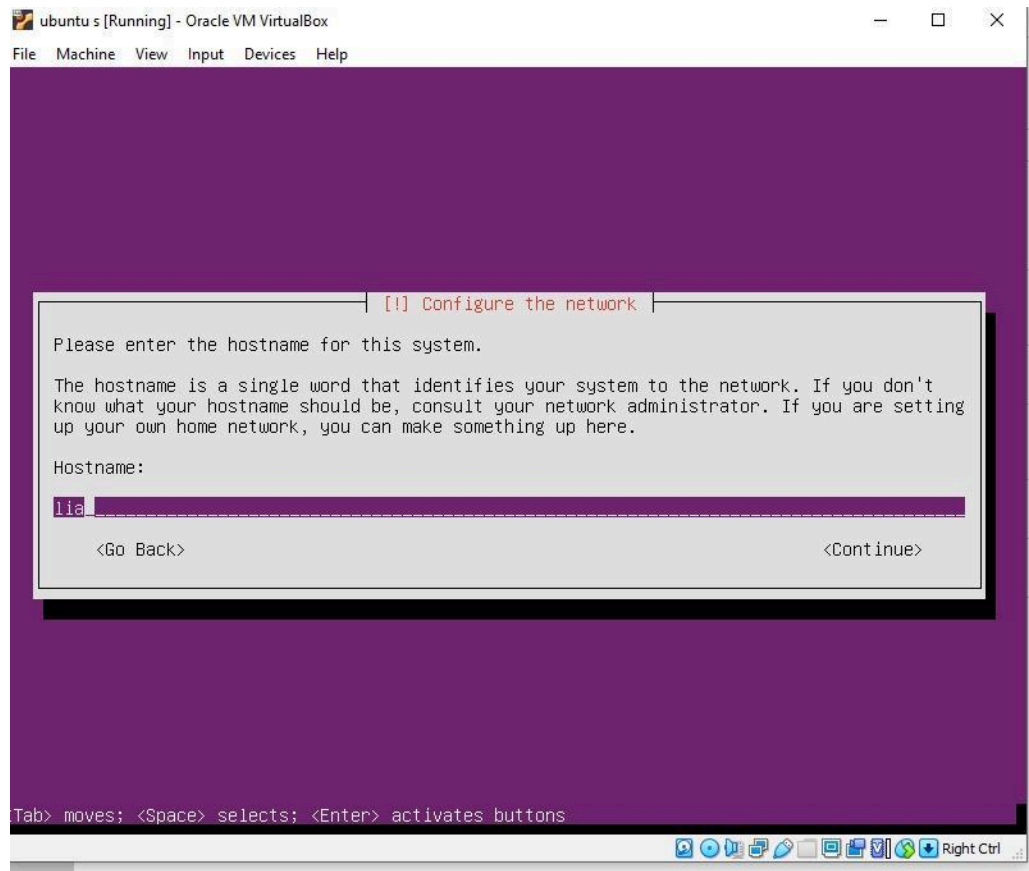 ubuntu s [Running] - Oracle VM VirtualBox
File Machine View Input Devices Help
[!] Configure the network
Please enter the hostname for this system.
The hostname is a single word that identifies your system to the network. If you don't
know what your hostname should be, consult your network administrator. If you are setting
up your own home network, you can make something up here.
Hostname:
lia
<Go Back> <Continue>
Tab> moves; <Space> selects; <Enter> activates buttons
Right Ctrl